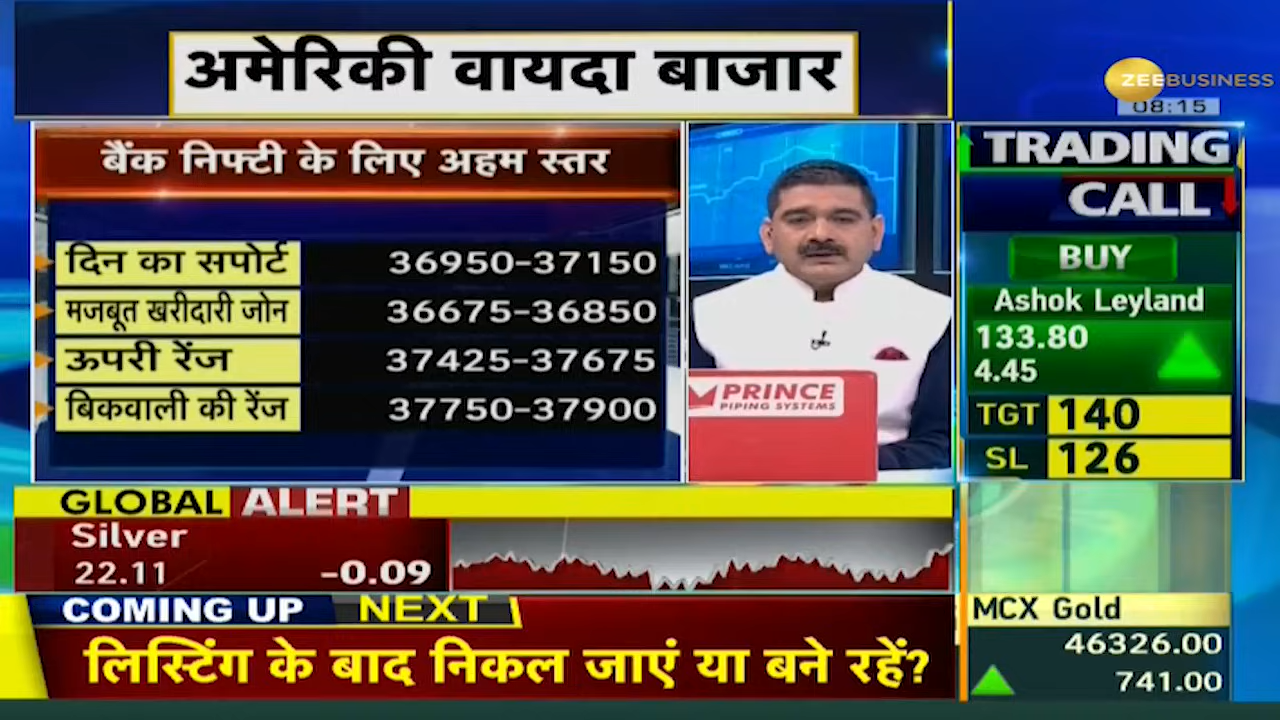 अमेरिकी वायदा बाजार
ZEEBUSINESS
08:15
बैंक निफ्टी के लिए अहम स्तर
दिन का सपोर्ट 36950-37150
मजबूत खरीदारी जोन 36675-36850
ऊपरी रेंज 37425-37675
बिकवाली की रेंज 37750-37900
PRINCE
PIPING SYSTEMS
TRADING
CALL
BUY
Ashok Leyland
133.80
4.45
TGT 140
SL 126
GLOBAL ALERT
Silver
22.11 -0.09
COMING UP NEXT
लिस्टिंग के बाद निकल जाएं या बने रहें?
MCX Gold
46326.00
741.00